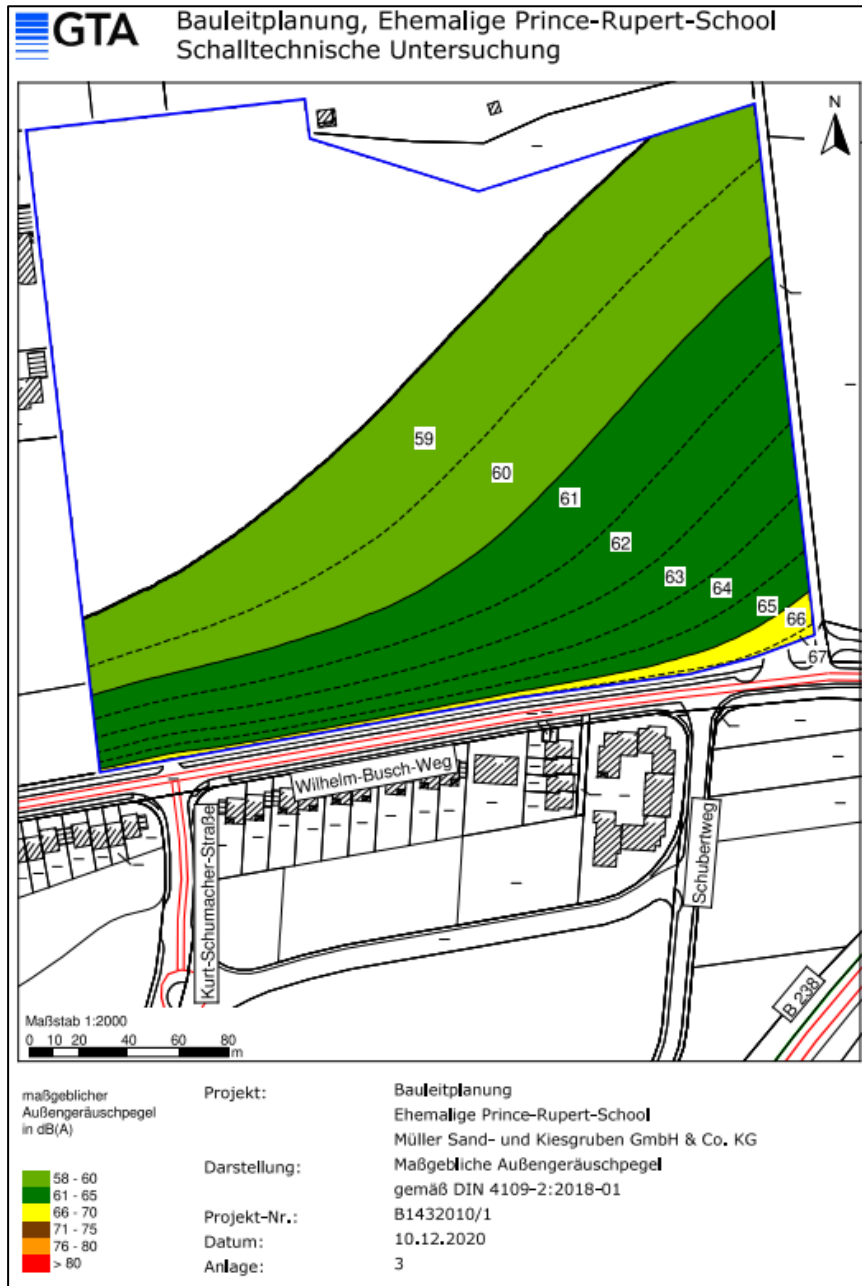 GTA
Bauleitplanung, Ehemalige Prince-Rupert-School
Schalltechnische Untersuchung
N
59
60
61
62
63
64
65
66
67
Wilhelm-Busch-Weg
Kurt-Schumacher-Straße
Schubertweg
B 238
Maßstab 1:2000
0 10 20 40 60 80
m
maßgeblicher
Außengeräuschpegel
in dB(A)
58 - 60
61 - 65
66 - 70
71 - 75
76 - 80
> 80
Projekt: Bauleitplanung
Ehemalige Prince-Rupert-School
Müller Sand- und Kiesgruben GmbH & Co. KG
Darstellung: Maßgebliche Außengeräuschpegel
gemäß DIN 4109-2:2018-01
Projekt-Nr.: B1432010/1
Datum: 10.12.2020
Anlage: 3